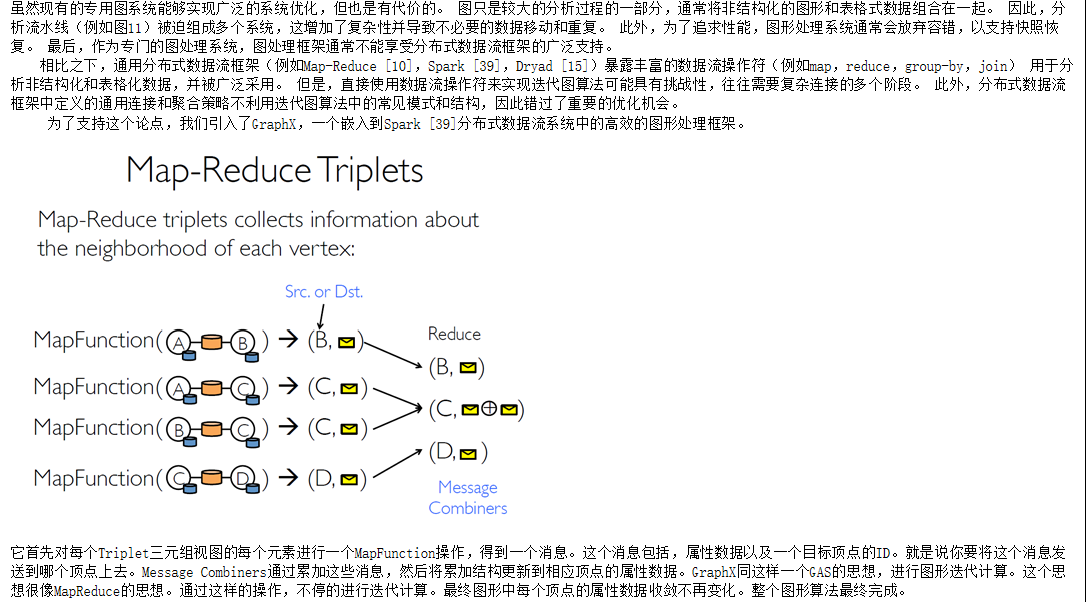 虽然现有的专用图系统能够实现广泛的系统优化，但也是有代价的。 图只是较大的分析过程的一部分，通常将非结构化的图形和表格式数据组合在一起。 因此，分
析流水线（例如图11）被迫组成多个系统，这增加了复杂性并导致不必要的数据移动和重复。 此外，为了追求性能，图形处理系统通常会放弃容错，以支持快照恢
复。 最后，作为专门的图处理系统，图处理框架通常不能享受分布式数据流框架的广泛支持。
相比之下，通用分布式数据流框架（例如Map-Reduce [10]，Spark [39]，Dryad [15]）暴露丰富的数据流操作符（例如map，reduce，group-by，join） 用于分
析非结构化和表格化数据，并被广泛采用。 但是，直接使用数据流操作符来实现迭代图算法可能具有挑战性，往往需要复杂连接的多个阶段。 此外，分布式数据流
框架中定义的通用连接和聚合策略不利用迭代图算法中的常见模式和结构，因此错过了重要的优化机会。
为了支持这个论点，我们引入了GraphX，一个嵌入到Spark [39]分布式数据流系统中的高效的图形处理框架。
Map-Reduce Triplets
Map-Reduce triplets collects information about
the neighborhood of each vertex:
Src. or Dst.
Reduce
MapFunction( A B ) → (B, )
(B, )
MapFunction( A C ) → (C, )
(C, ⊕ )
MapFunction( B C ) → (C, )
(D, )
MapFunction( C D ) → (D, )
Message
Combiners
它首先对每个Triplet三元组视图的每个元素进行一个MapFunction操作，得到一个消息。这个消息包括，属性数据以及一个目标顶点的ID。就是说你要将这个消息发
送到哪个顶点上去。Message Combiners通过累加这些消息，然后将累加结构更新到相应顶点的属性数据。GraphX同这样一个GAS的思想，进行图形迭代计算。这个思
想很像MapReduce的思想。通过这样的操作，不停的进行迭代计算。最终图形中每个顶点的属性数据收敛不再变化。整个图形算法最终完成。